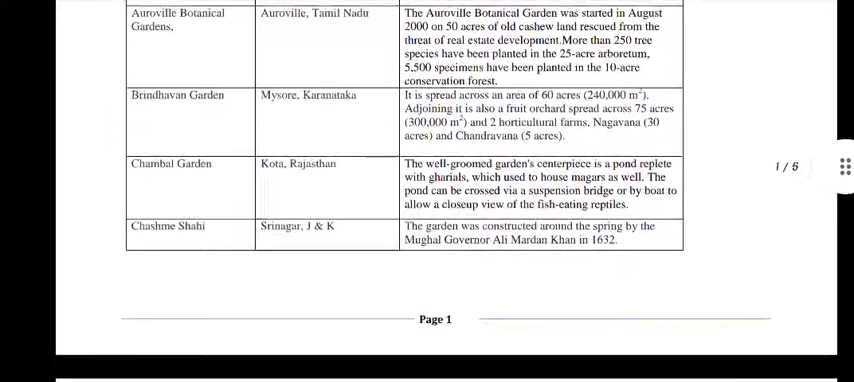 Auroville Botanical Gardens,
Auroville, Tamil Nadu
The Auroville Botanical Garden was started in August
2000 on 50 acres of old cashew land rescued from the
threat of real estate development.More than 250 tree
species have been planted in the 25-acre arboretum,
5,500 specimens have been planted in the 10-acre
conservation forest.
Brindhavan Garden
Mysore, Karanataka
It is spread across an area of 60 acres (240,000 m²).
Adjoining it is also a fruit orchard spread across 75 acres
(300,000 m²) and 2 horticultural farms, Nagavana (30
acres) and Chandravana (5 acres).
Chambal Garden
Kota, Rajasthan
The well-groomed garden's centerpiece is a pond replete
with gharials, which used to house magars as well. The
pond can be crossed via a suspension bridge or by boat to
allow a closeup view of the fish-eating reptiles.
Chashme Shahi
Srinagar, J & K
The garden was constructed around the spring by the
Mughal Governor Ali Mardan Khan in 1632.
Page 1
1 / 5